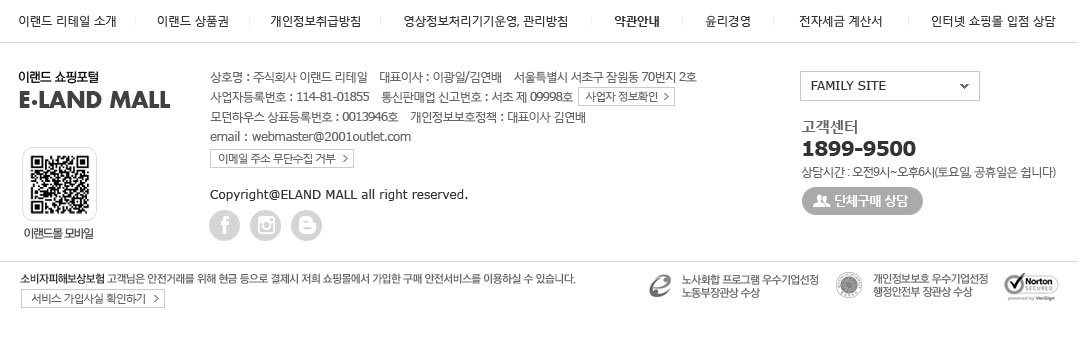 이랜드 리테일 소개 이랜드 상품권 개인정보취급방침 영상정보처리기기운영, 관리방침 약관안내 윤리경영 전자세금 계산서 인터넷 쇼핑몰 입점 상담
이랜드 쇼핑포털
E·LAND MALL
이랜드몰 모바일
상호명 : 주식회사 이랜드 리테일 대표이사 : 이광일/김연배 서울특별시 서초구 잠원동 70번지 2호
사업자등록번호 : 114-81-01855 통신판매업 신고번호 : 서초 제 09998호 사업자 정보확인 >
모던하우스 상표등록번호 : 0013946호 개인정보보호정책 : 대표이사 김연배
email : webmaster@2001outlet.com
이메일 주소 무단수집 거부 >
Copyright@ELAND MALL all right reserved.
FAMILY SITE
고객센터
1899-9500
상담시간 : 오전9시~오후6시(토요일, 공휴일은 쉽니다)
단체구매 상담
소비자피해보상보험 고객님은 안전거래를 위해 현금 등으로 결제시 저희 쇼핑몰에서 가입한 구매 안전서비스를 이용하실 수 있습니다.
서비스 가입사실 확인하기 >
노사화합 프로그램 우수기업선정
노동부장관상 수상
개인정보보호 우수기업선정
행정안전부 장관상 수상
Norton
SECURED
powered by VeriSign